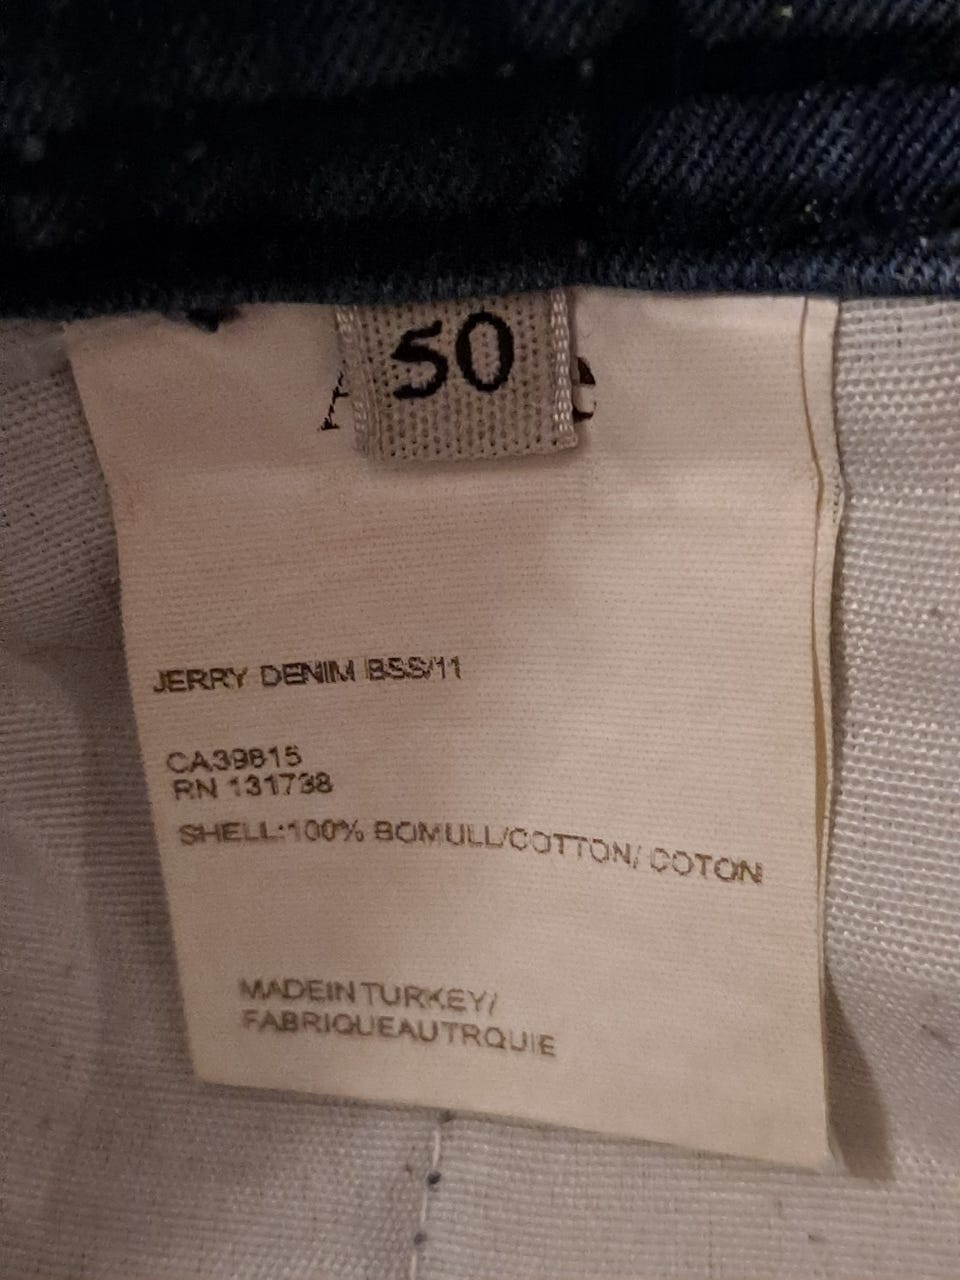 50
JERRY DENIM BSS/11
CA39815
RN 131738
SHELL:100% BOMULL/COTTON/ COTON
MADEIN TURKEY/
FABRIQUEAUTRQUIE